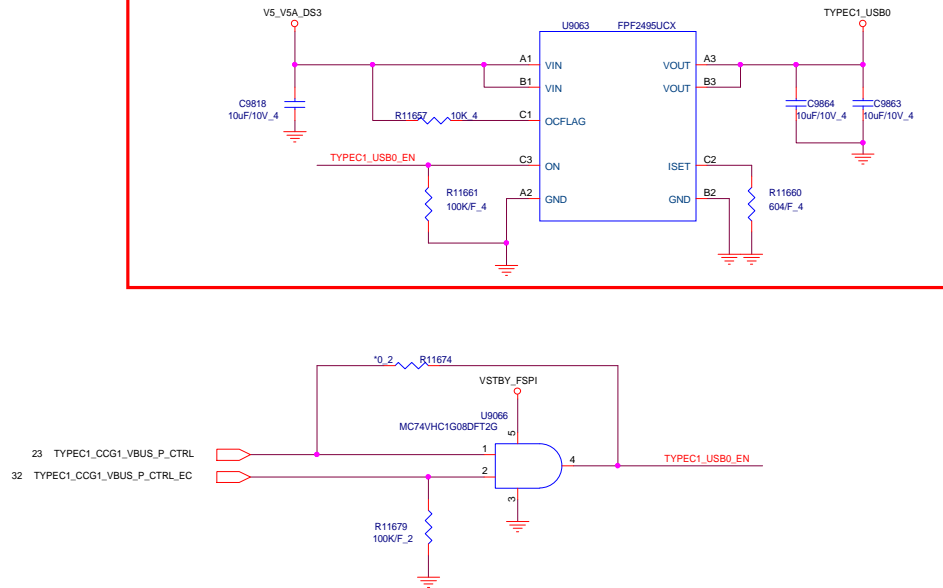 V5_V5A_DS3
TYPEC1_USB0
U9063 FPF2495UCX
A1 VIN VOUT A3
B1 VIN VOUT B3
C9818
10uF/10V_4
C9864
10uF/10V_4
C9863
10uF/10V_4
R11657 10K_4 C1 OCFLAG
TYPEC1_USB0_EN C3 ON ISET C2
R11661
100K/F_4
R11660
604/F_4
A2 GND GND B2
*0_2 R11674
VSTBY_FSPI
U9066
MC74VHC1G08DFT2G
5
23 TYPEC1_CCG1_VBUS_P_CTRL 1
4 TYPEC1_USB0_EN
32 TYPEC1_CCG1_VBUS_P_CTRL_EC 2
3
R11679
100K/F_2